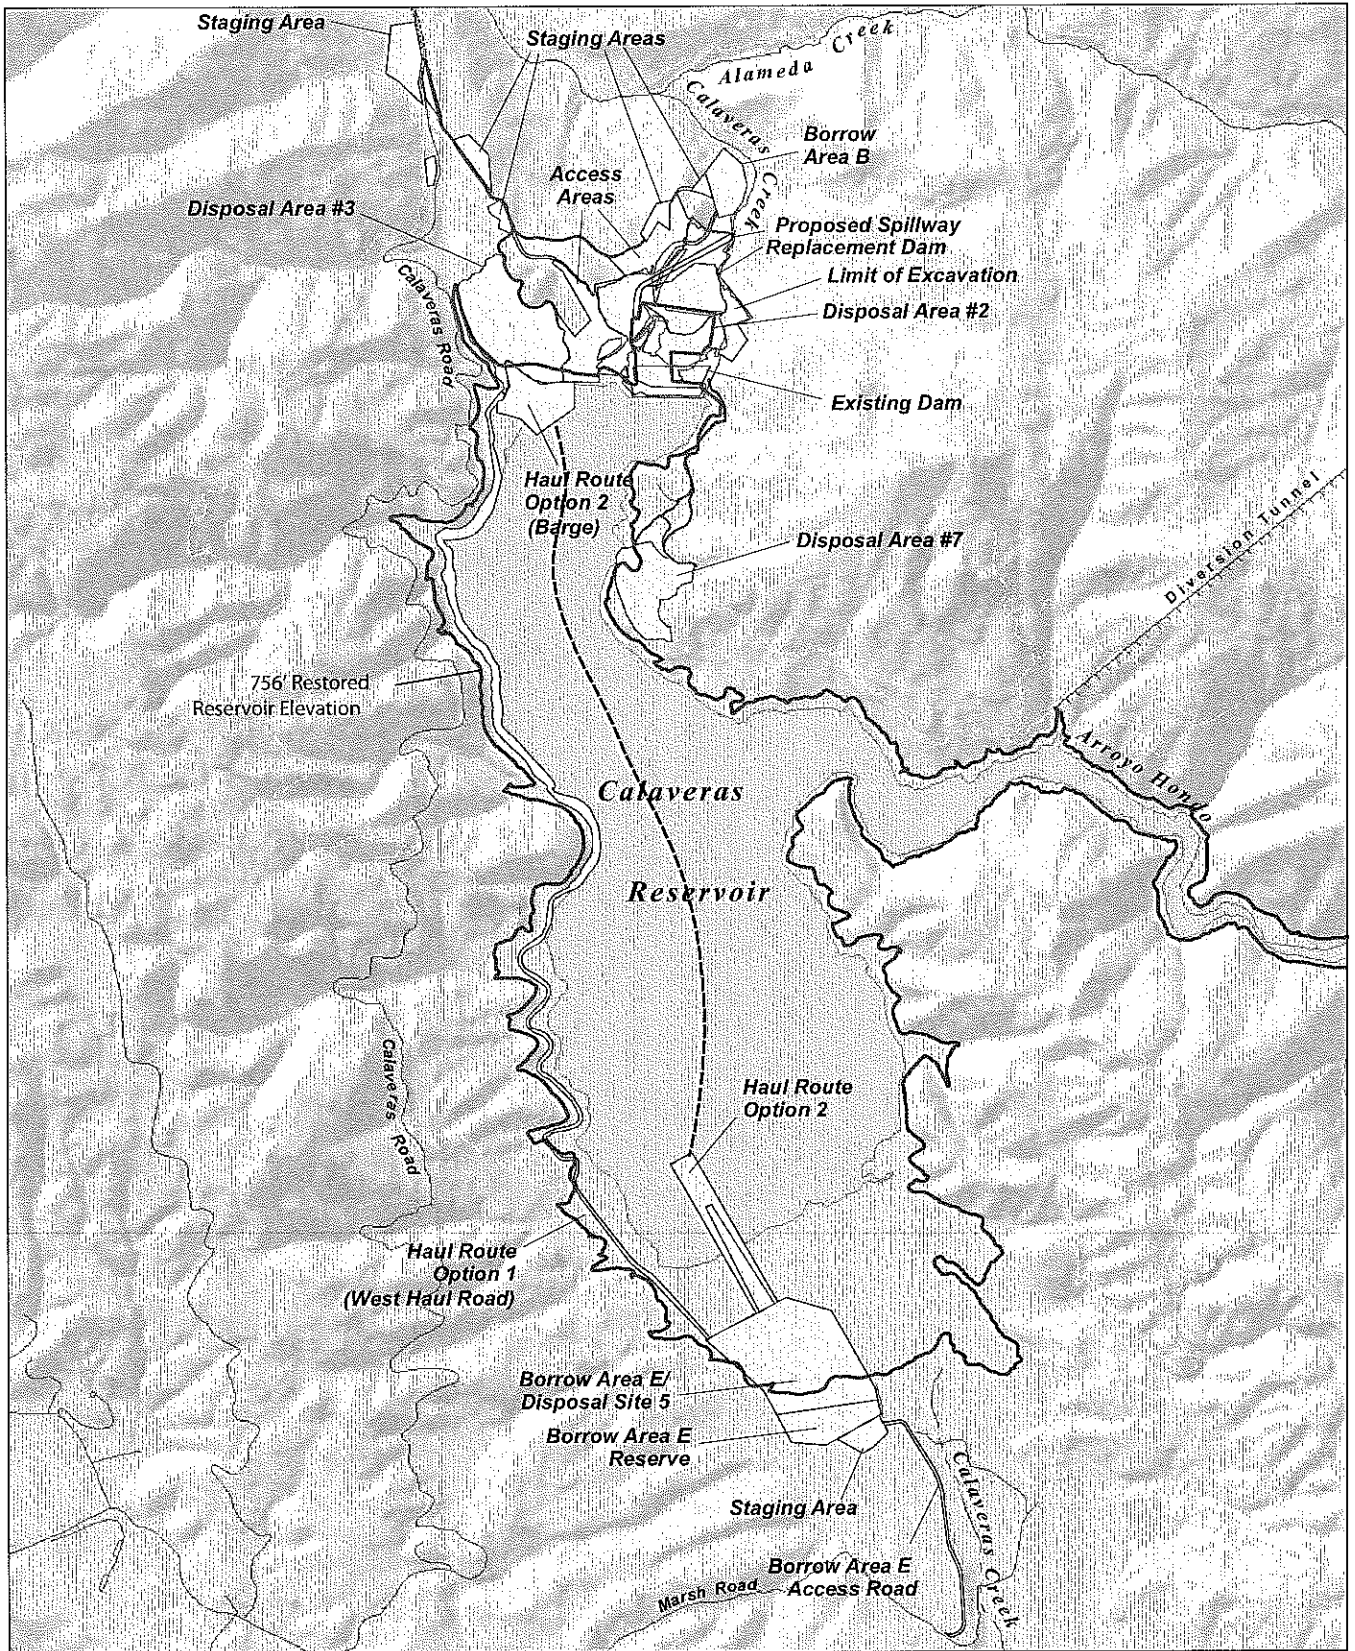 Staging Area
Staging Areas
Alameda Creek
Calaveras Creek
Borrow
Area B
Access
Areas
Disposal Area #3
Proposed Spillway
Replacement Dam
Limit of Excavation
Disposal Area #2
Calaveras Road
Existing Dam
Haul Route
Option 2
(Barge)
Disposal Area #7
Diversion Tunnel
756' Restored
Reservoir Elevation
Arroyo Hondo
Calaveras
Reservoir
Calaveras Road
Haul Route
Option 2
Haul Route
Option 1
(West Haul Road)
Borrow Area E/
Disposal Site 5
Borrow Area E
Reserve
Staging Area
Calaveras Creek
Borrow Area E
Access Road
Marsh Road